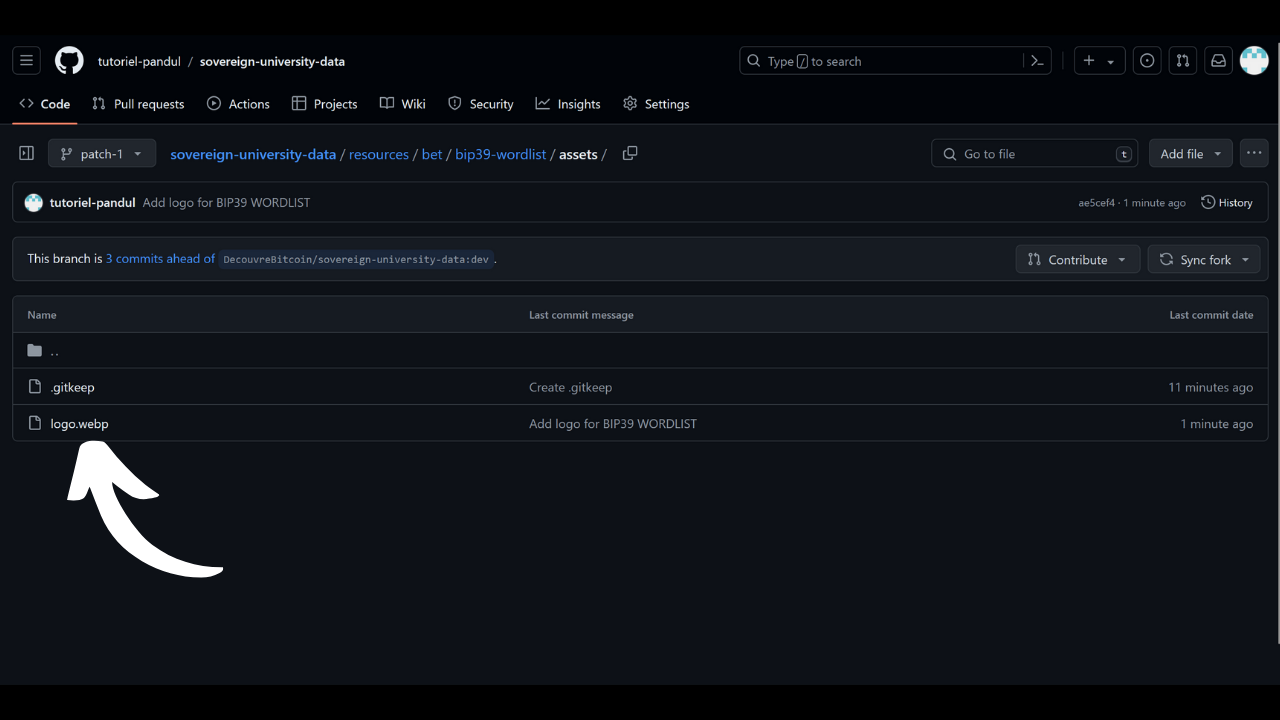 tutoriel-pandul / sovereign-university-data
Type / to search
Code Pull requests Actions Projects Wiki Security Insights Settings
patch-1 sovereign-university-data / resources / bet / bip39-wordlist / assets / Go to file t Add file
tutoriel-pandul Add logo for BIP39 WORDLIST ae5cef4 · 1 minute ago History
This branch is 3 commits ahead of DecouvreBitcoin/sovereign-university-data:dev. Contribute Sync fork
Name Last commit message Last commit date
..
.gitkeep Create .gitkeep 11 minutes ago
logo.webp Add logo for BIP39 WORDLIST 1 minute ago